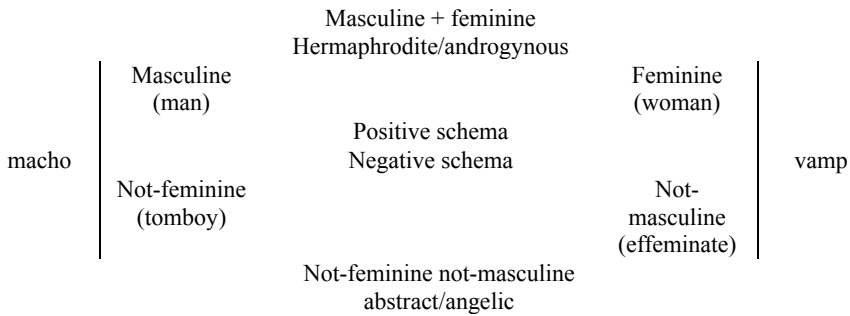 Masculine + feminine
Hermaphrodite/androgynous
Masculine
(man)
Feminine
(woman)
Positive schema
macho
Negative schema
vamp
Not-feminine
(tomboy)
Not-
masculine
(effeminate)
Not-feminine not-masculine
abstract/angelic